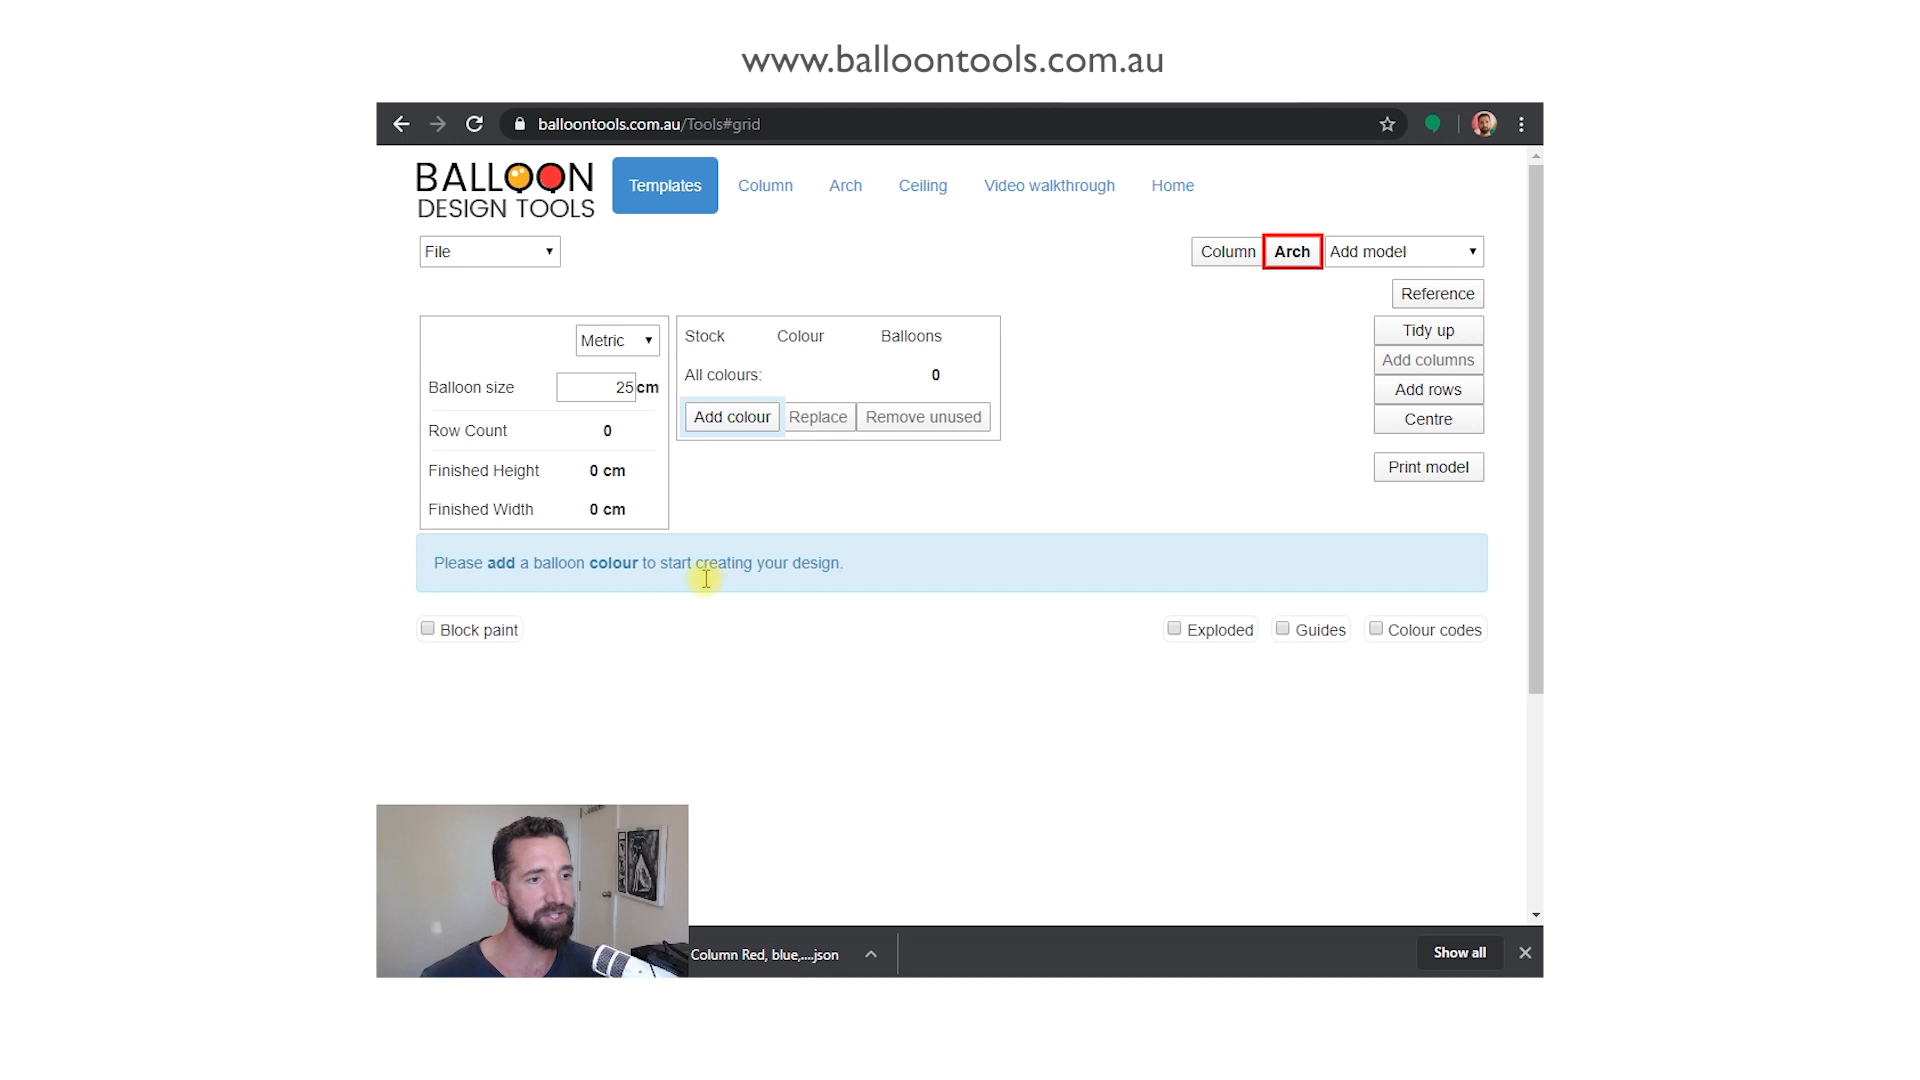 www.balloontools.com.au
balloontools.com.au/Tools#grid
BALLOON
DESIGN TOOLS
Templates Column Arch Ceiling Video walkthrough Home
File Column Arch Add model
Reference
Metric
Balloon size 25 cm
Row Count 0
Finished Height 0 cm
Finished Width 0 cm
Stock Colour Balloons
All colours: 0
Add colour Replace Remove unused
Tidy up
Add columns
Add rows
Centre
Print model
Please add a balloon colour to start creating your design.
Block paint Exploded Guides Colour codes
Column Red, blue,....json Show all